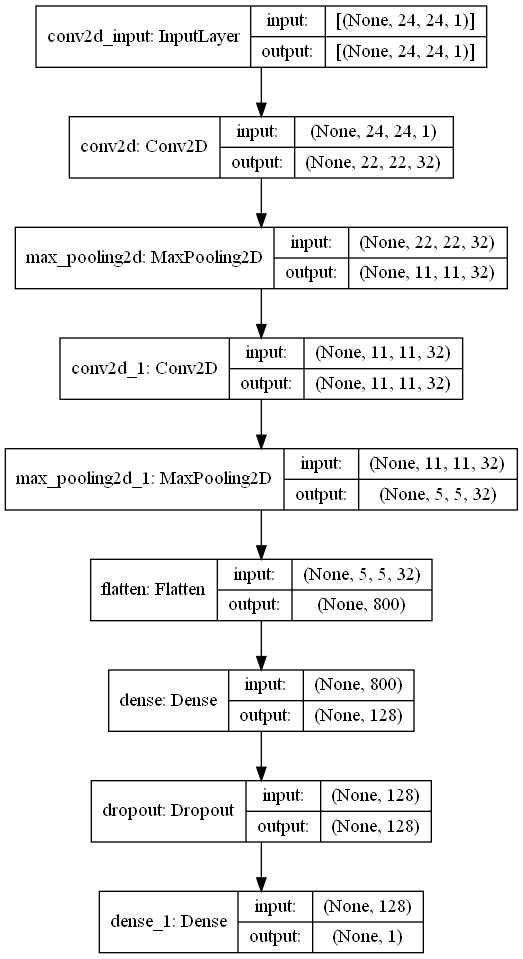 conv2d_input: InputLayer
input: [(None, 24, 24, 1)]
output: [(None, 24, 24, 1)]
conv2d: Conv2D
input: (None, 24, 24, 1)
output: (None, 22, 22, 32)
max_pooling2d: MaxPooling2D
input: (None, 22, 22, 32)
output: (None, 11, 11, 32)
conv2d_1: Conv2D
input: (None, 11, 11, 32)
output: (None, 11, 11, 32)
max_pooling2d_1: MaxPooling2D
input: (None, 11, 11, 32)
output: (None, 5, 5, 32)
flatten: Flatten
input: (None, 5, 5, 32)
output: (None, 800)
dense: Dense
input: (None, 800)
output: (None, 128)
dropout: Dropout
input: (None, 128)
output: (None, 128)
dense_1: Dense
input: (None, 128)
output: (None, 1)